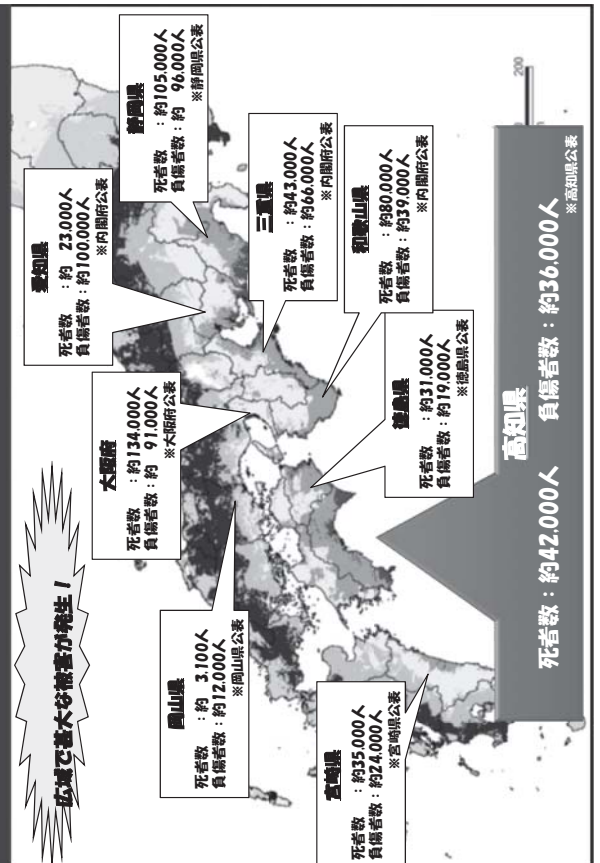 広域で甚大な被害が発生！
岡山県
死者数　：約　3.100人
負傷者数：約12.000人
※岡山県公表
大阪府
死者数　：約134.000人
負傷者数：約　91.000人
※大阪府公表
愛知県
死者数　：約　23.000人
負傷者数：約100.000人
※内閣府公表
静岡県
死者数　：約105.000人
負傷者数：約　96.000人
※静岡県公表
三重県
死者数　：約43.000人
負傷者数：約66.000人
※内閣府公表
和歌山県
死者数　：約80.000人
負傷者数：約39.000人
※内閣府公表
徳島県
死者数　：約31.000人
負傷者数：約19.000人
※徳島県公表
宮崎県
死者数　：約35.000人
負傷者数：約24.000人
※宮崎県公表
高知県
死者数：約42.000人　負傷者数：約36.000人
※高知県公表
200